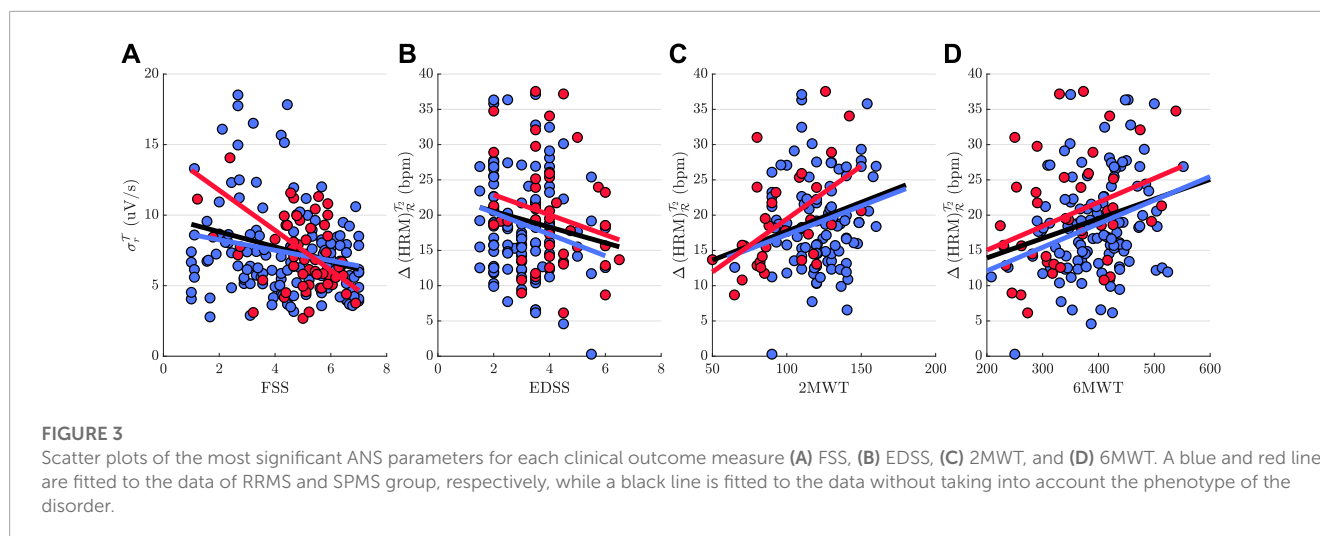 A B C D
20
15
10
5
0
0 2 4 6 8
FSS
σ_r^𝒯 (uV/s)
40
35
30
25
20
15
10
5
0
0 2 4 6 8
EDSS
Δ (HRM)_ℛ^𝒯₂ (bpm)
40
35
30
25
20
15
10
5
0
50 100 150 200
2MWT
Δ (HRM)_ℛ^𝒯₂ (bpm)
40
35
30
25
20
15
10
5
0
200 300 400 500 600
6MWT
Δ (HRM)_ℛ^𝒯₂ (bpm)
FIGURE 3
Scatter plots of the most significant ANS parameters for each clinical outcome measure (A) FSS, (B) EDSS, (C) 2MWT, and (D) 6MWT. A blue and red line
are fitted to the data of RRMS and SPMS group, respectively, while a black line is fitted to the data without taking into account the phenotype of the
disorder.